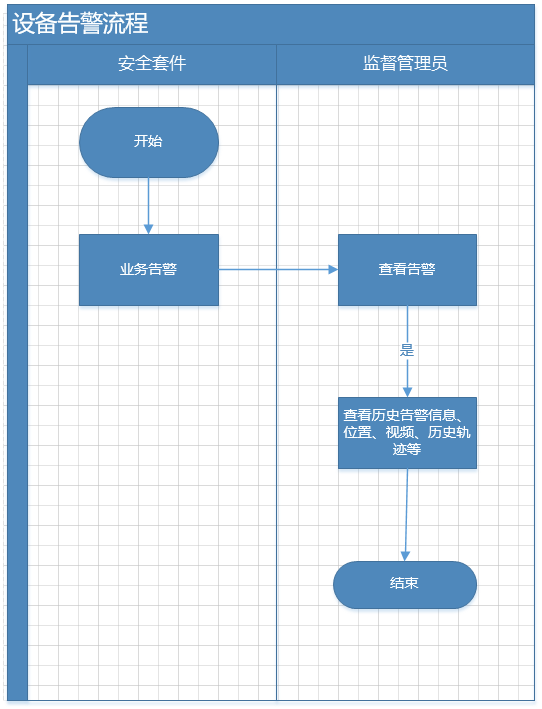 设备告警流程
安全套件
监督管理员
开始
业务告警
查看告警
是
查看历史告警信息、
位置、视频、历史轨
迹等
结束